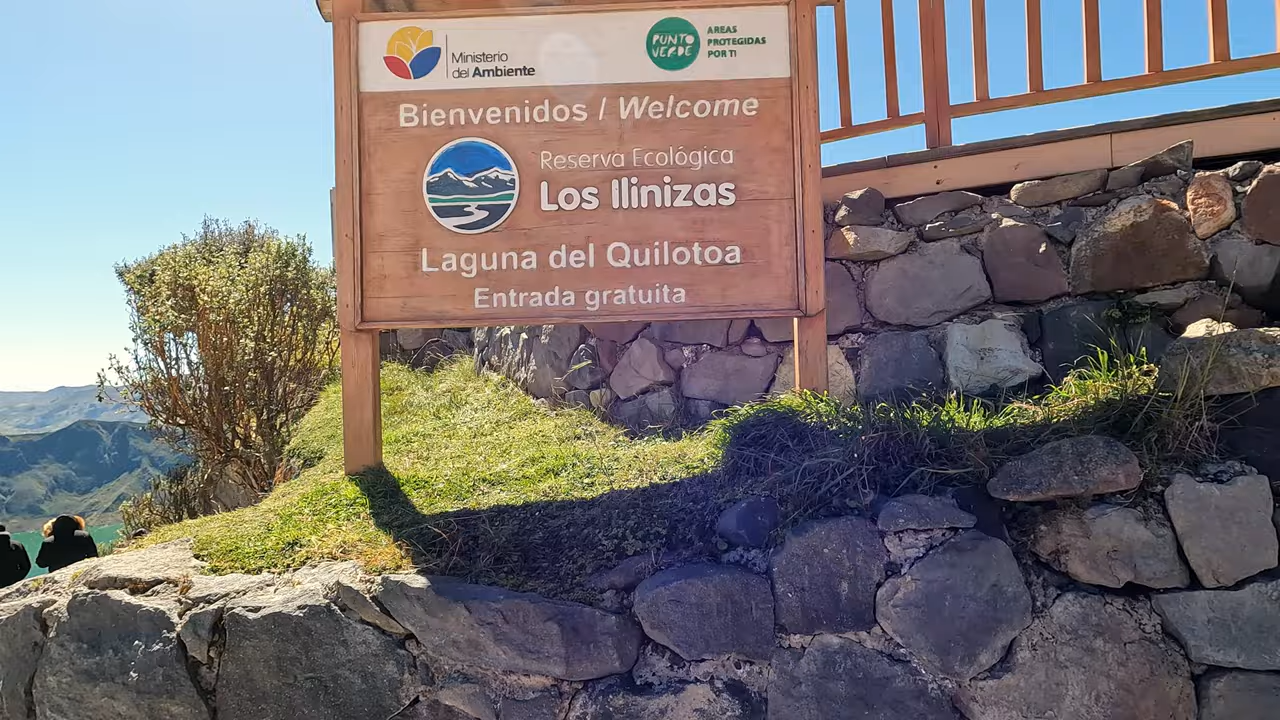 Ministerio
del Ambiente
PUNTO
VERDE
AREAS
PROTEGIDAS
POR TI
Bienvenidos / Welcome
Reserva Ecológica
Los Ilinizas
Laguna del Quilotoa
Entrada gratuita